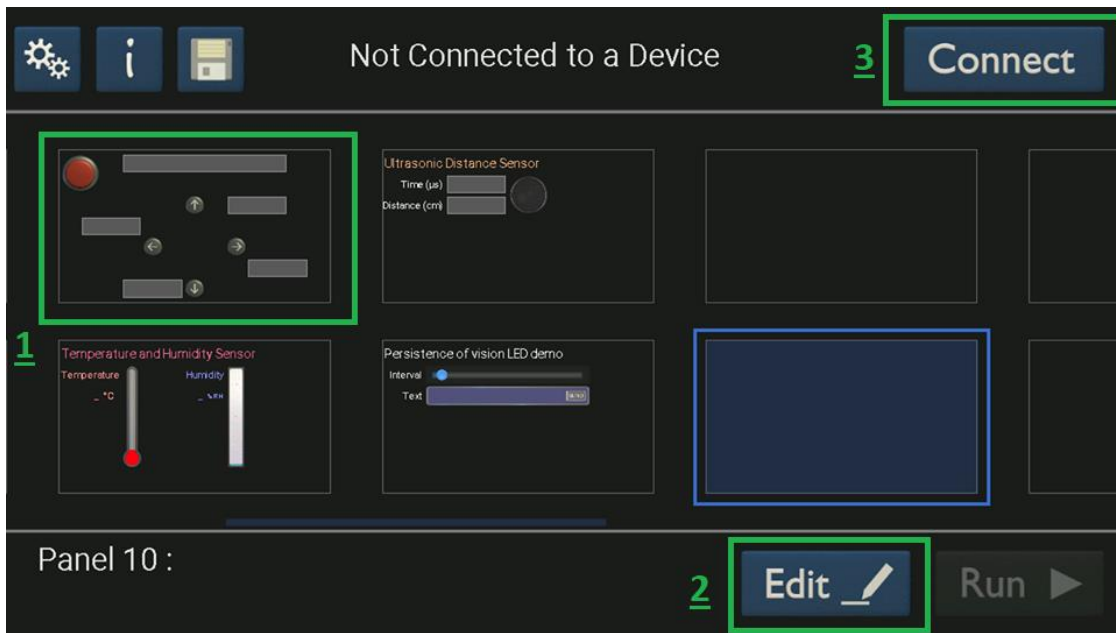 i
Not Connected to a Device
3
Connect
Ultrasonic Distance Sensor
Time (µs)
Distance (cm)
1
Temperature and Humidity Sensor
Temperature
Humidity
_ °C
_ %RH
Persistence of vision LED demo
Interval
Text
Panel 10 :
2
Edit
Run